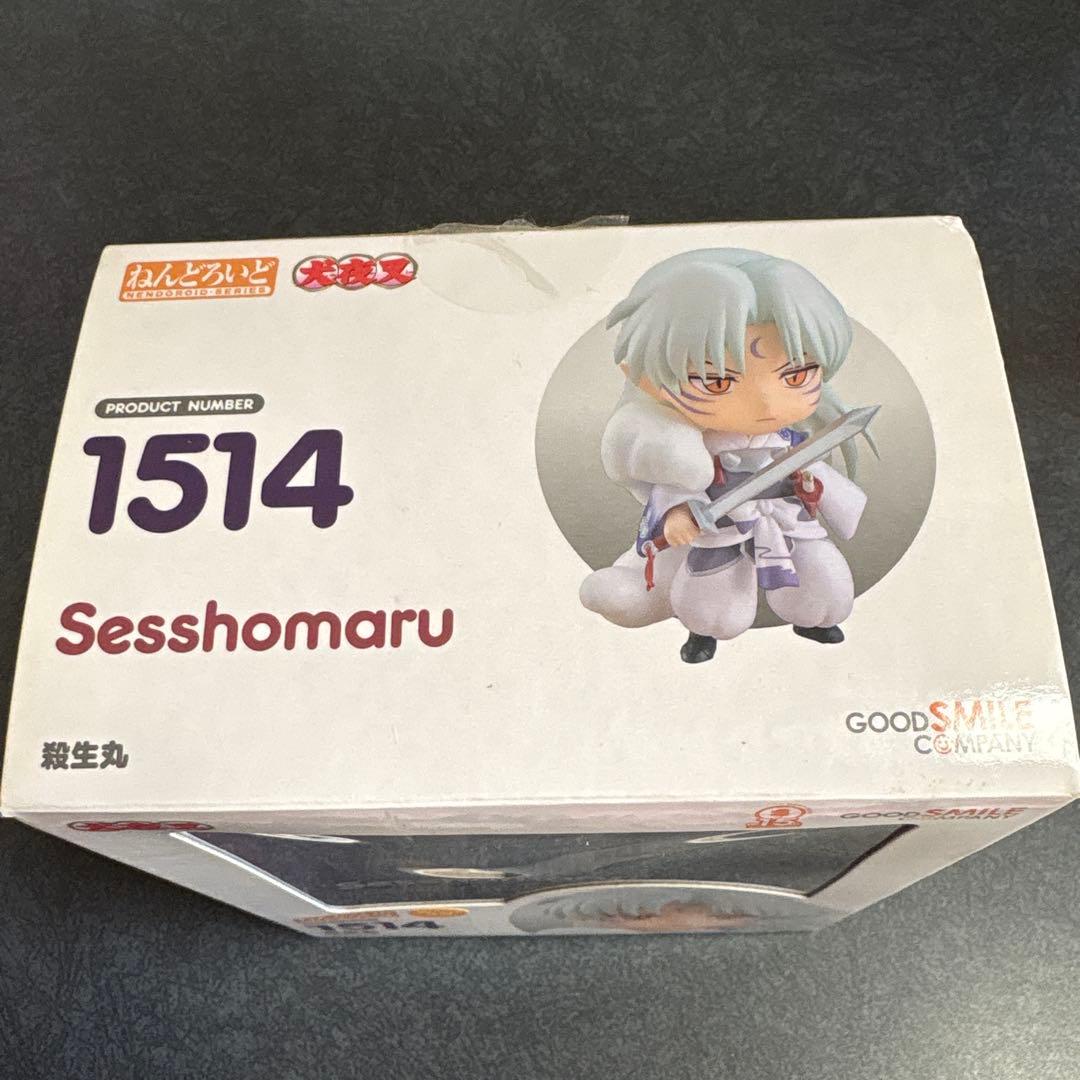 ねんどろいど
NENDOROID SERIES
犬夜叉
PRODUCT NUMBER
1514
Sesshomaru
殺生丸
GOOD SMILE
COMPANY
GOOD SMILE
COMPANY
1514